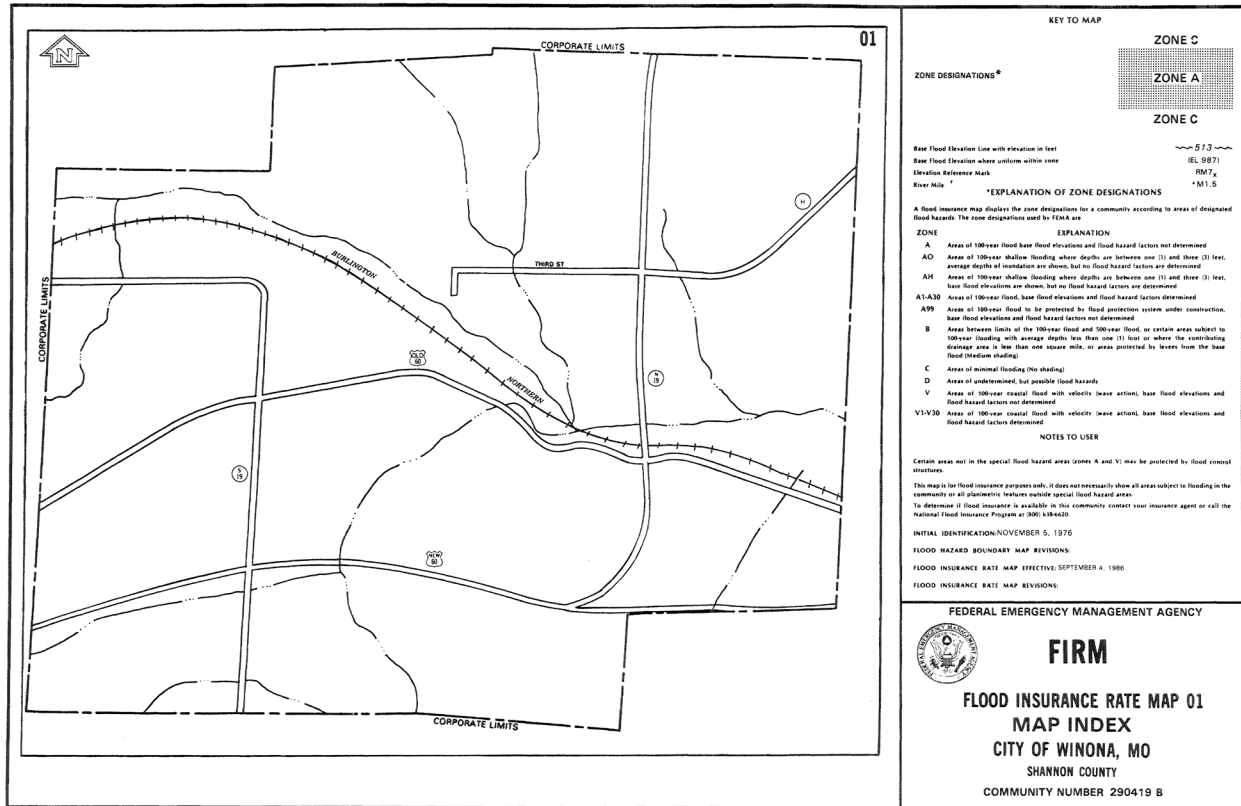 N
01
CORPORATE LIMITS
H
BURLINGTON
THIRD ST
CORPORATE LIMITS
OLD
60
NORTHERN
N
19
S
19
NEW
60
CORPORATE LIMITS
KEY TO MAP
ZONE C
ZONE DESIGNATIONS*
ZONE A
ZONE C
Base Flood Elevation Line with elevation in feet 513
Base Flood Elevation where uniform within zone (EL 987)
Elevation Reference Mark RM7x
River Mile •M1.5
*EXPLANATION OF ZONE DESIGNATIONS
A flood insurance map displays the zone designations for a community according to areas of designated
flood hazards. The zone designations used by FEMA are
ZONE EXPLANATION
A Areas of 100-year flood base flood elevations and flood hazard factors not determined
AO Areas of 100-year shallow flooding where depths are between one (1) and three (3) feet,
average depths of inundation are shown, but no flood hazard factors are determined
AH Areas of 100-year shallow flooding where depths are between one (1) and three (3) feet,
base flood elevations are shown, but no flood hazard factors are determined
A1-A30 Areas of 100-year flood, base flood elevations and flood hazard factors determined
A99 Areas of 100-year flood to be protected by flood protection system under construction,
base flood elevations and flood hazard factors not determined
B Areas between limits of the 100-year flood and 500-year flood, or certain areas subject to
100-year flooding with average depths less than one (1) foot or where the contributing
drainage area is less than one square mile, or areas protected by levees from the base
flood (Medium shading)
C Areas of minimal flooding (No shading)
D Areas of undetermined, but possible flood hazards
V Areas of 100-year coastal flood with velocity (wave action), base flood elevations and
flood hazard factors not determined
V1-V30 Areas of 100-year coastal flood with velocity (wave action), base flood elevations and
flood hazard factors determined
NOTES TO USER
Certain areas not in the special flood hazard areas (zones A and V) may be protected by flood control
structures.
This map is for flood insurance purposes only, it does not necessarily show all areas subject to flooding in the
community or all planimetric features outside special flood hazard areas.
To determine if flood insurance is available in this community contact your insurance agent or call the
National Flood Insurance Program at (800) 638-6620.
INITIAL IDENTIFICATION: NOVEMBER 5, 1976
FLOOD HAZARD BOUNDARY MAP REVISIONS:
FLOOD INSURANCE RATE MAP EFFECTIVE: SEPTEMBER 4, 1986
FLOOD INSURANCE RATE MAP REVISIONS:
FEDERAL EMERGENCY MANAGEMENT AGENCY
FEDERAL EMERGENCY MANAGEMENT AGENCY
FIRM
FLOOD INSURANCE RATE MAP 01
MAP INDEX
CITY OF WINONA, MO
SHANNON COUNTY
COMMUNITY NUMBER 290419 B